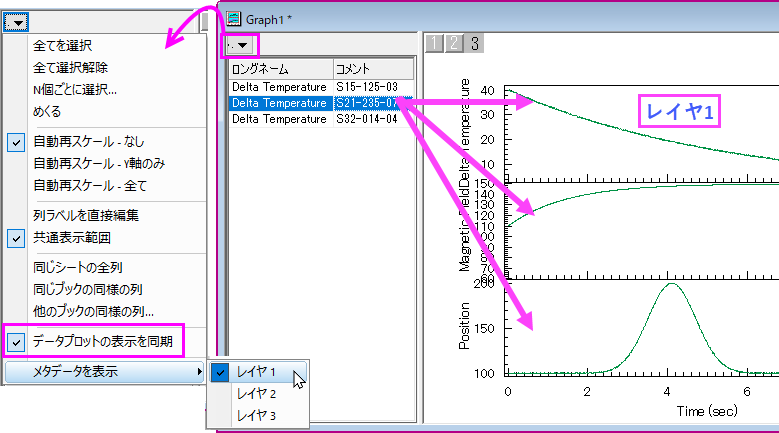 全てを選択
全て選択解除
N個ごとに選択...
めくる
自動再スケール - なし
自動再スケール - Y軸のみ
自動再スケール - 全て
列ラベルを直接編集
共通表示範囲
同じシートの全列
同じブックの同様の列
他のブックの同様の列...
データプロットの表示を同期
メタデータを表示
レイヤ 1
レイヤ 2
レイヤ 3
Graph1 *
ロングネーム コメント
Delta Temperature S15-125-03
Delta Temperature S21-235-07
Delta Temperature S32-014-04
1 2 3
レイヤ1
Delta Temperature
40
30
20
10
Magnetic Field
150
140
130
120
110
100
90
80
70
60
Position
200
150
100
0 2 4 6
Time (sec)